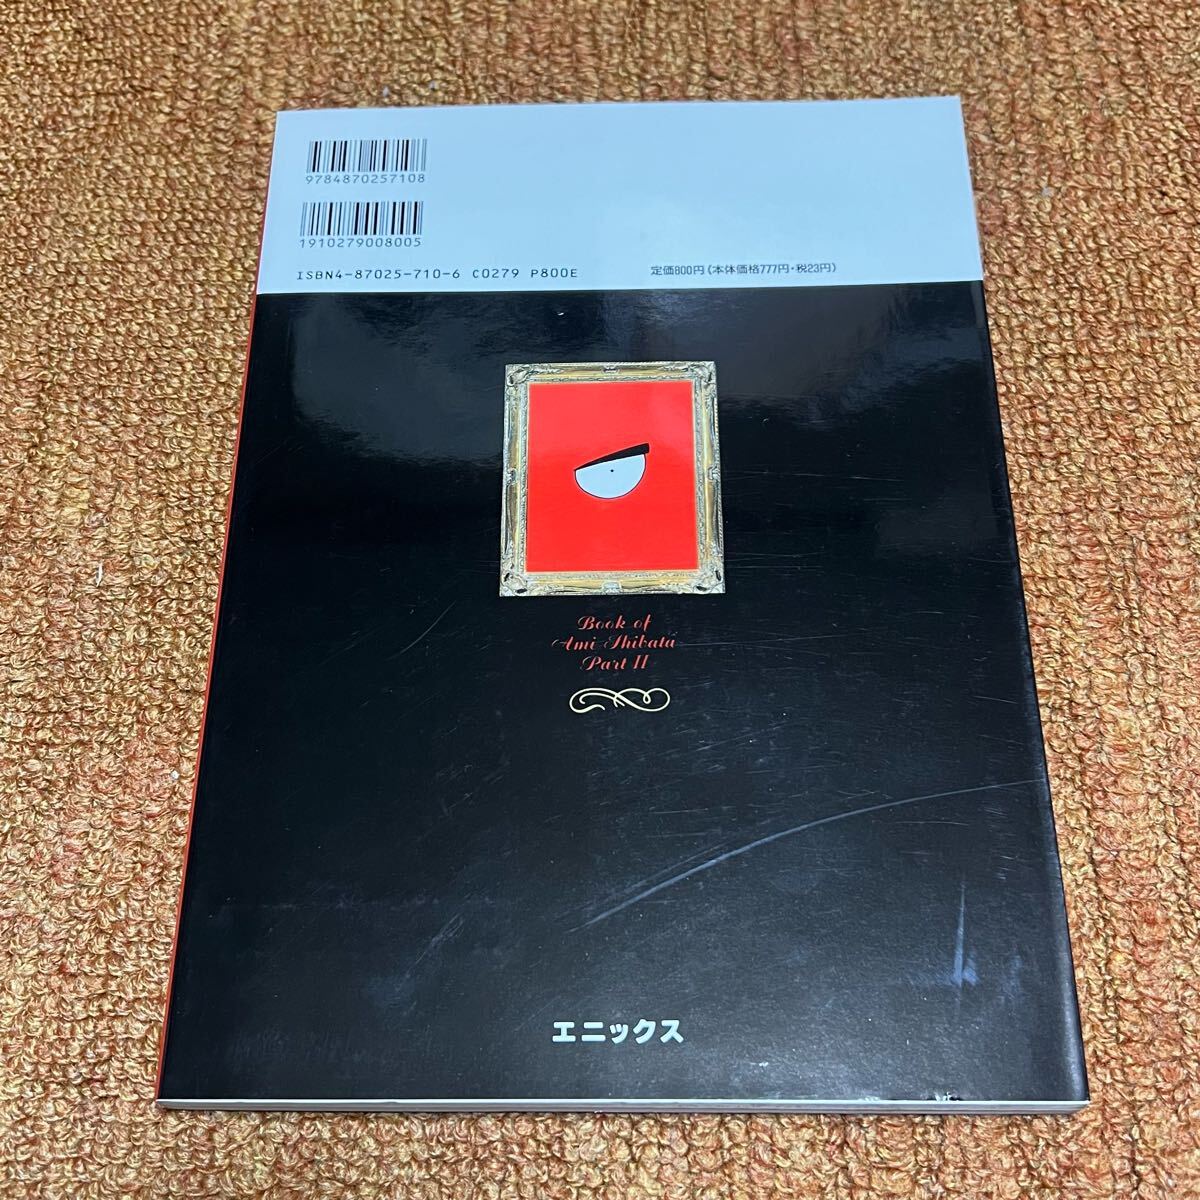 9784870257108
1910279008005
ISBN4-87025-710-6 C0279 P800E
定価800円(本体価格777円・税23円)
Book of
Ami Shibata
Part II
エニックス